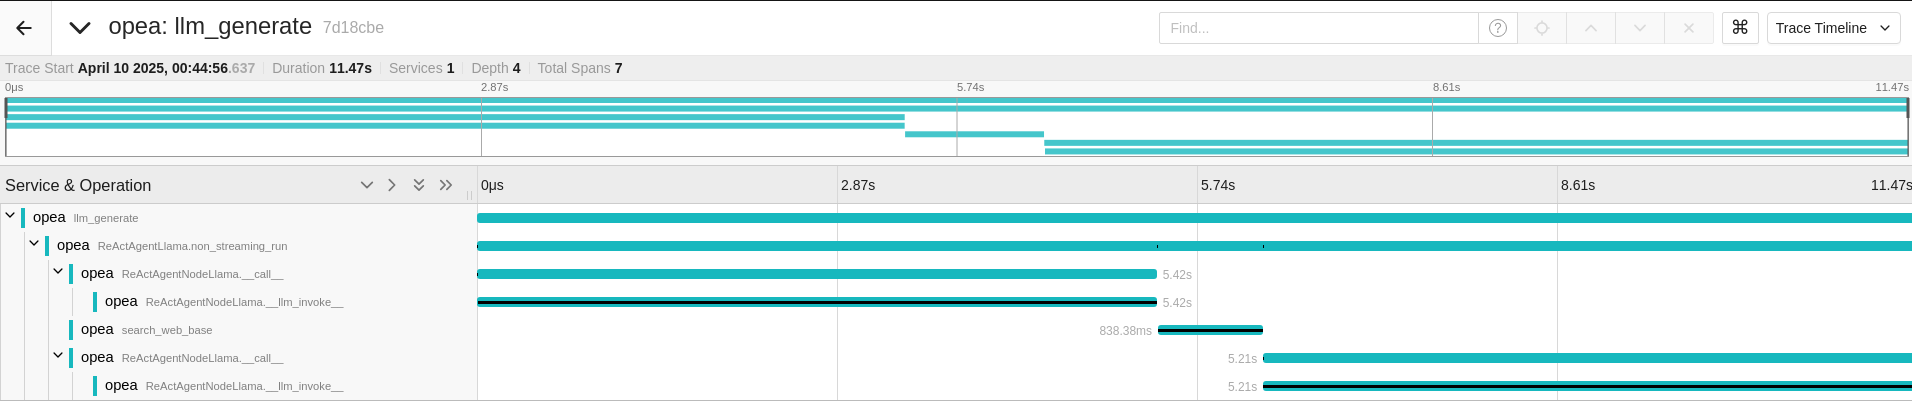 opea: llm_generate 7d18cbe Find... ? ⌘ Trace Timeline
Trace Start April 10 2025, 00:44:56.637 Duration 11.47s Services 1 Depth 4 Total Spans 7
0μs 2.87s 5.74s 8.61s 11.47s
Service & Operation 0μs 2.87s 5.74s 8.61s 11.47s
opea llm_generate
opea ReActAgentLlama.non_streaming_run
opea ReActAgentNodeLlama.__call__ 5.42s
opea ReActAgentNodeLlama.__llm_invoke__ 5.42s
opea search_web_base 838.38ms
opea ReActAgentNodeLlama.__call__ 5.21s
opea ReActAgentNodeLlama.__llm_invoke__ 5.21s